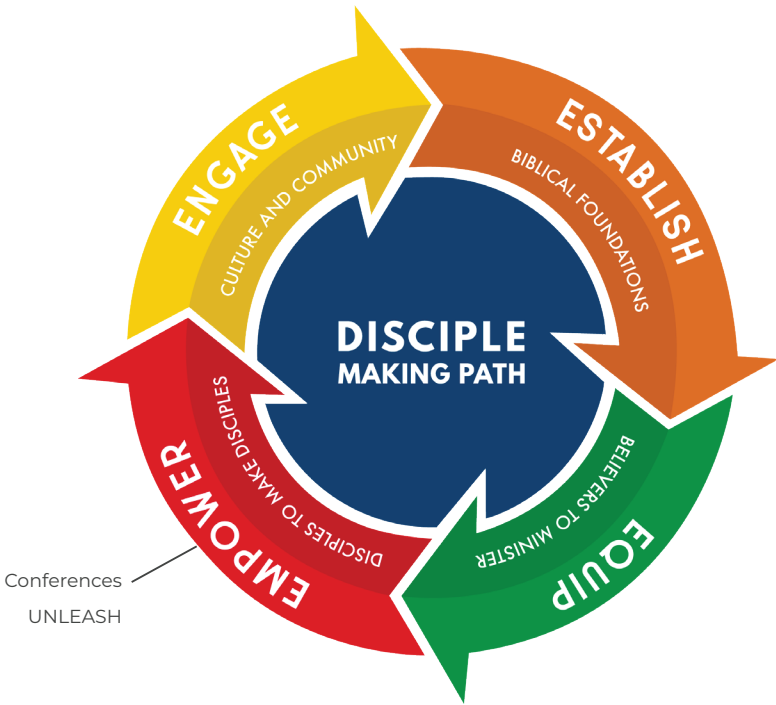 ENGAGE
CULTURE AND COMMUNITY
ESTABLISH
BIBLICAL FOUNDATIONS
DISCIPLE
MAKING PATH
EQUIP
BELIEVERS TO MINISTER
EMPOWER
DISCIPLES TO MAKE DISCIPLES
Conferences
UNLEASH